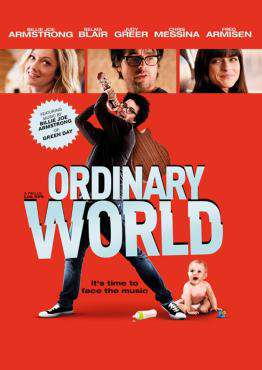 BILLIE JOE ARMSTRONG
SELMA BLAIR
JUDY GREER
CHRIS MESSINA
FRED ARMISEN
FEATURING
MUSIC BY
BILLIE JOE
ARMSTRONG
OF
GREEN DAY
ORDINARY
WORLD
It's time to
face the music